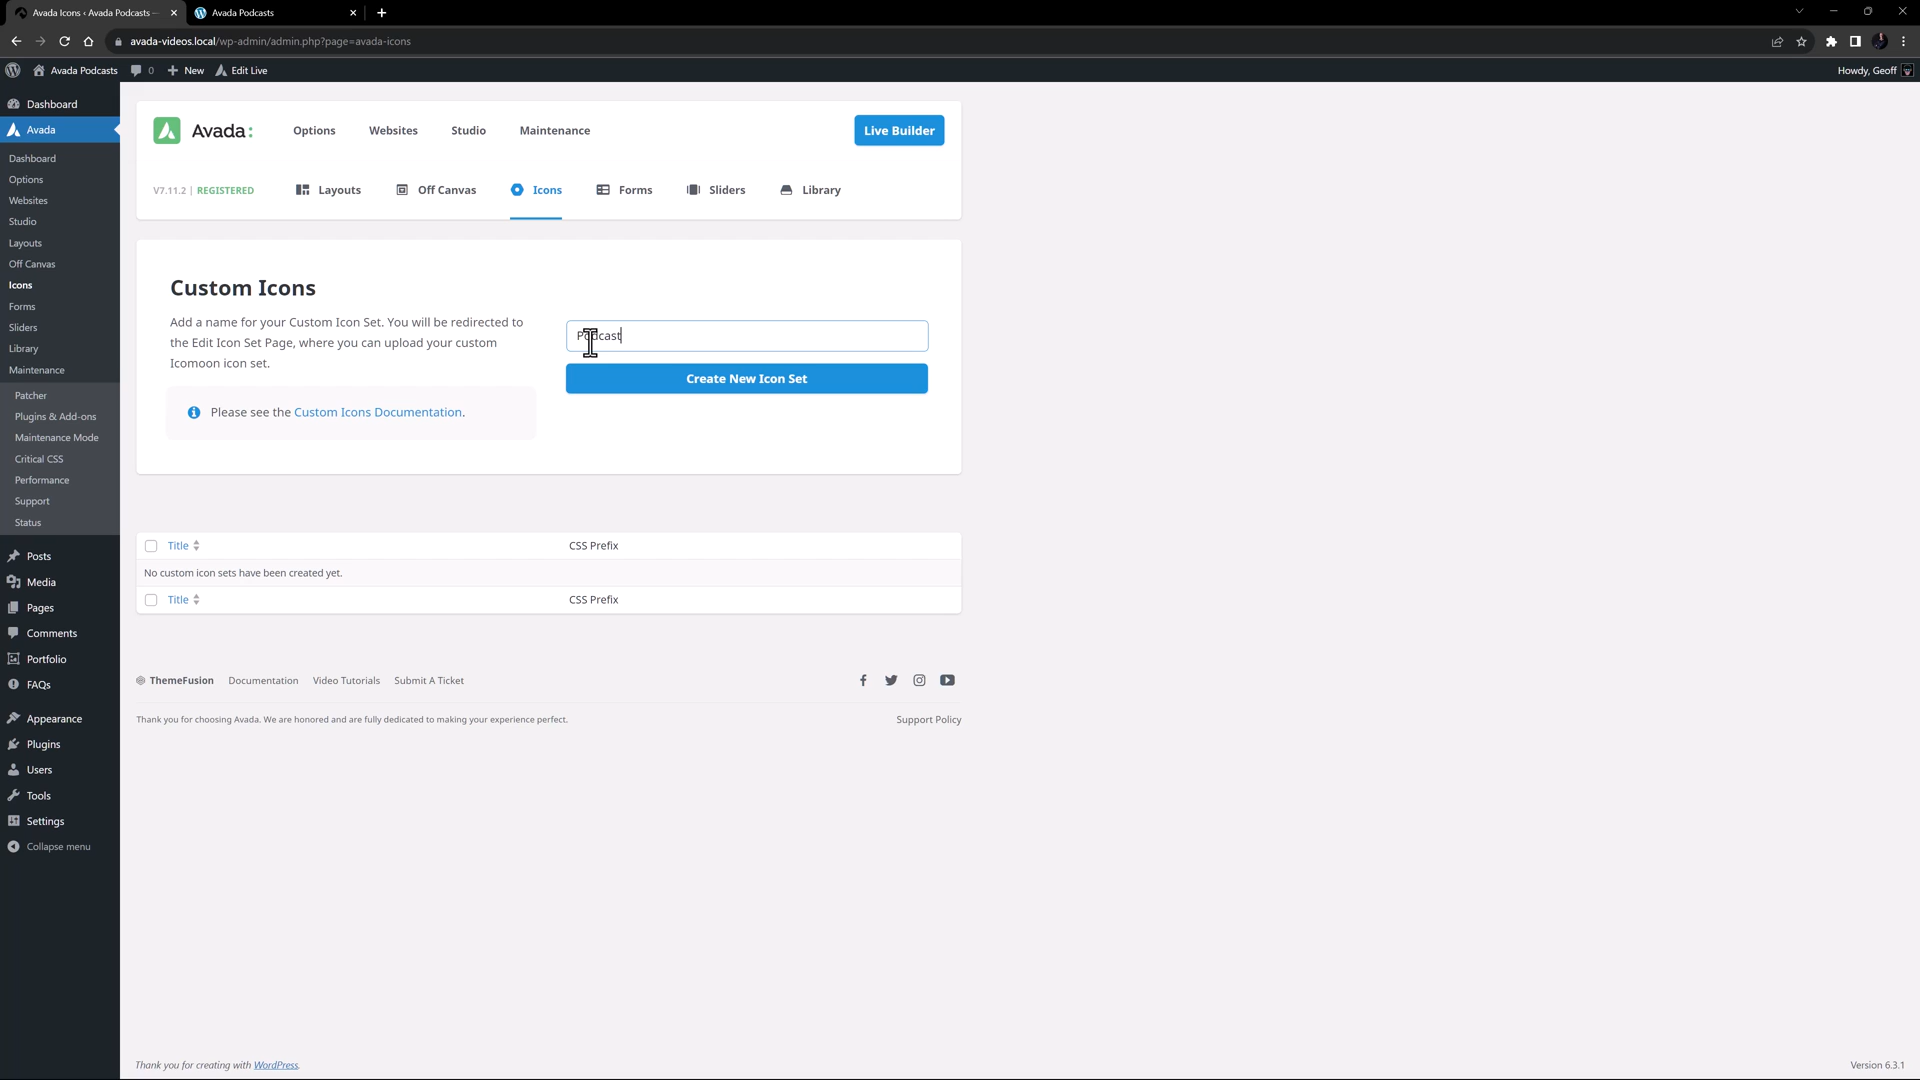 Avada Icons ‹ Avada Podcasts —
Avada Podcasts
avada-videos.local/wp-admin/admin.php?page=avada-icons
Avada Podcasts
0
New
Edit Live
Howdy, Geoff
Dashboard
Avada
Dashboard
Options
Websites
Studio
Layouts
Off Canvas
Icons
Forms
Sliders
Library
Maintenance
Patcher
Plugins & Add-ons
Maintenance Mode
Critical CSS
Performance
Support
Status
Posts
Media
Pages
Comments
Portfolio
FAQs
Appearance
Plugins
Users
Tools
Settings
Collapse menu
Avada:
Options
Websites
Studio
Maintenance
Live Builder
V7.11.2 | REGISTERED
Layouts
Off Canvas
Icons
Forms
Sliders
Library
Custom Icons
Add a name for your Custom Icon Set. You will be redirected to
the Edit Icon Set Page, where you can upload your custom
Icomoon icon set.
Please see the Custom Icons Documentation.
Podcast
Create New Icon Set
Title
CSS Prefix
No custom icon sets have been created yet.
Title
CSS Prefix
ThemeFusion
Documentation
Video Tutorials
Submit A Ticket
Thank you for choosing Avada. We are honored and are fully dedicated to making your experience perfect.
Support Policy
Thank you for creating with WordPress.
Version 6.3.1